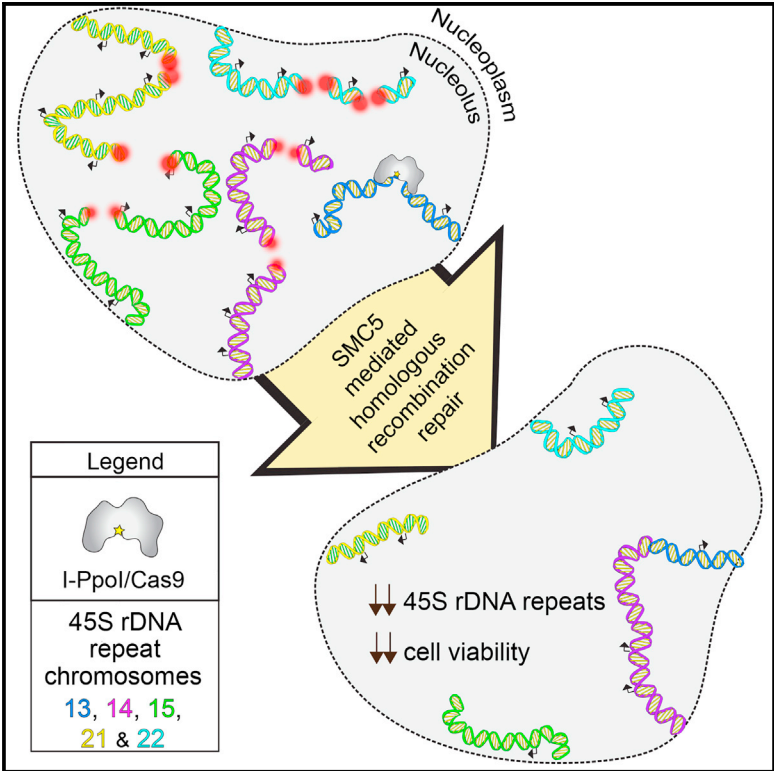 Nucleoplasm
Nucleolus
SMC5
mediated
homologous
recombination
repair
Legend
I-PpoI/Cas9
45S rDNA
repeat
chromosomes
13, 14, 15,
21 & 22
45S rDNA repeats
cell viability